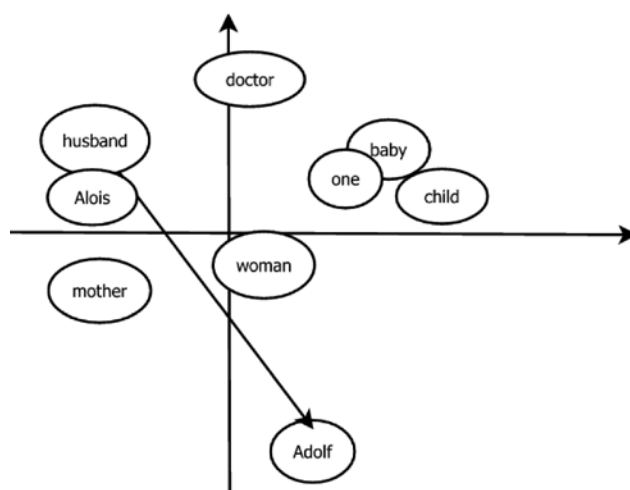 doctor
husband
baby
one
Alois
child
woman
mother
Adolf